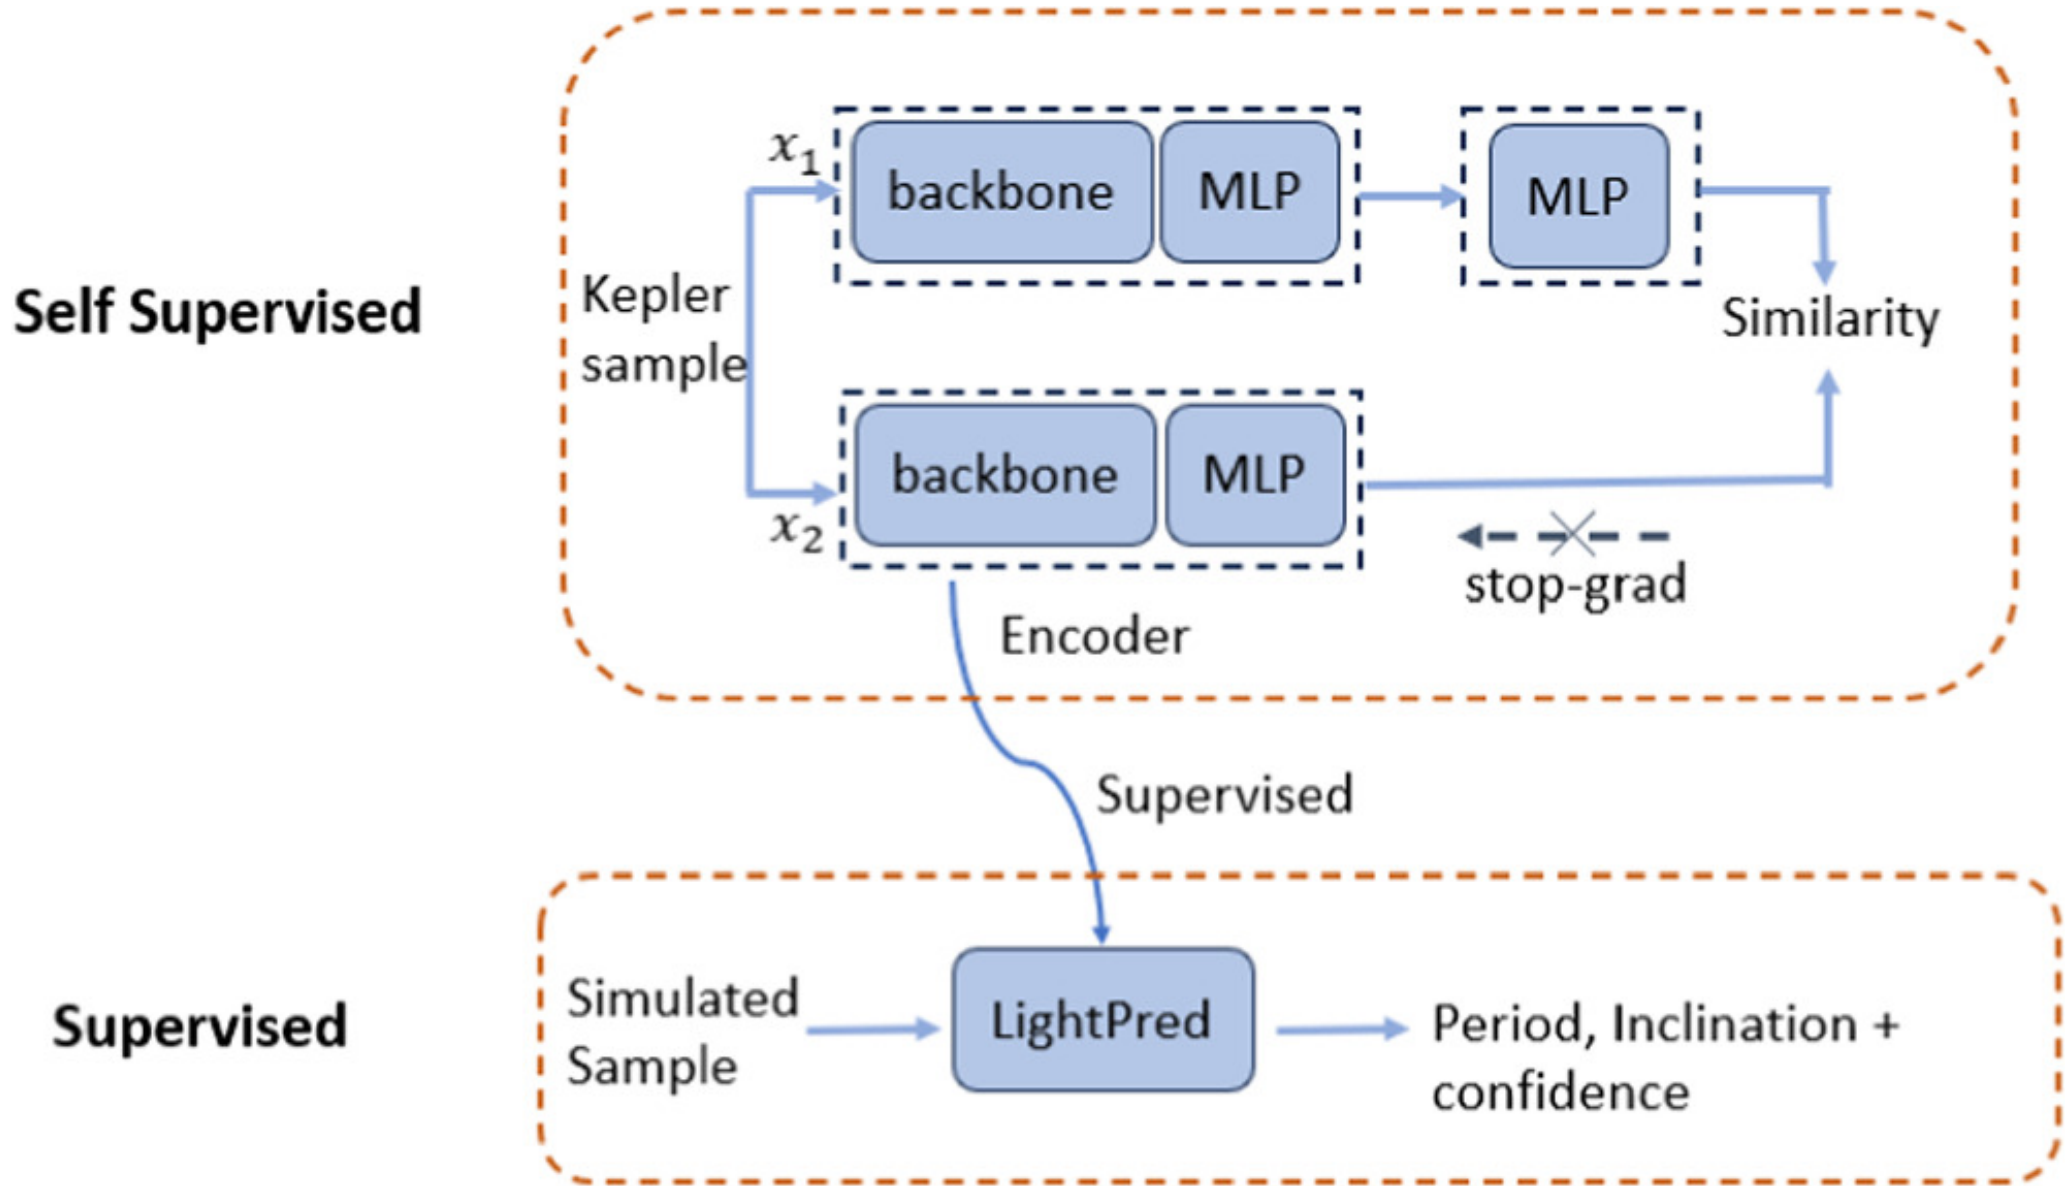 Self Supervised
Kepler
sample
x₁
backbone
MLP
MLP
Similarity
x₂
backbone
MLP
stop-grad
Encoder
Supervised
Supervised
Simulated
Sample
LightPred
Period, Inclination +
confidence